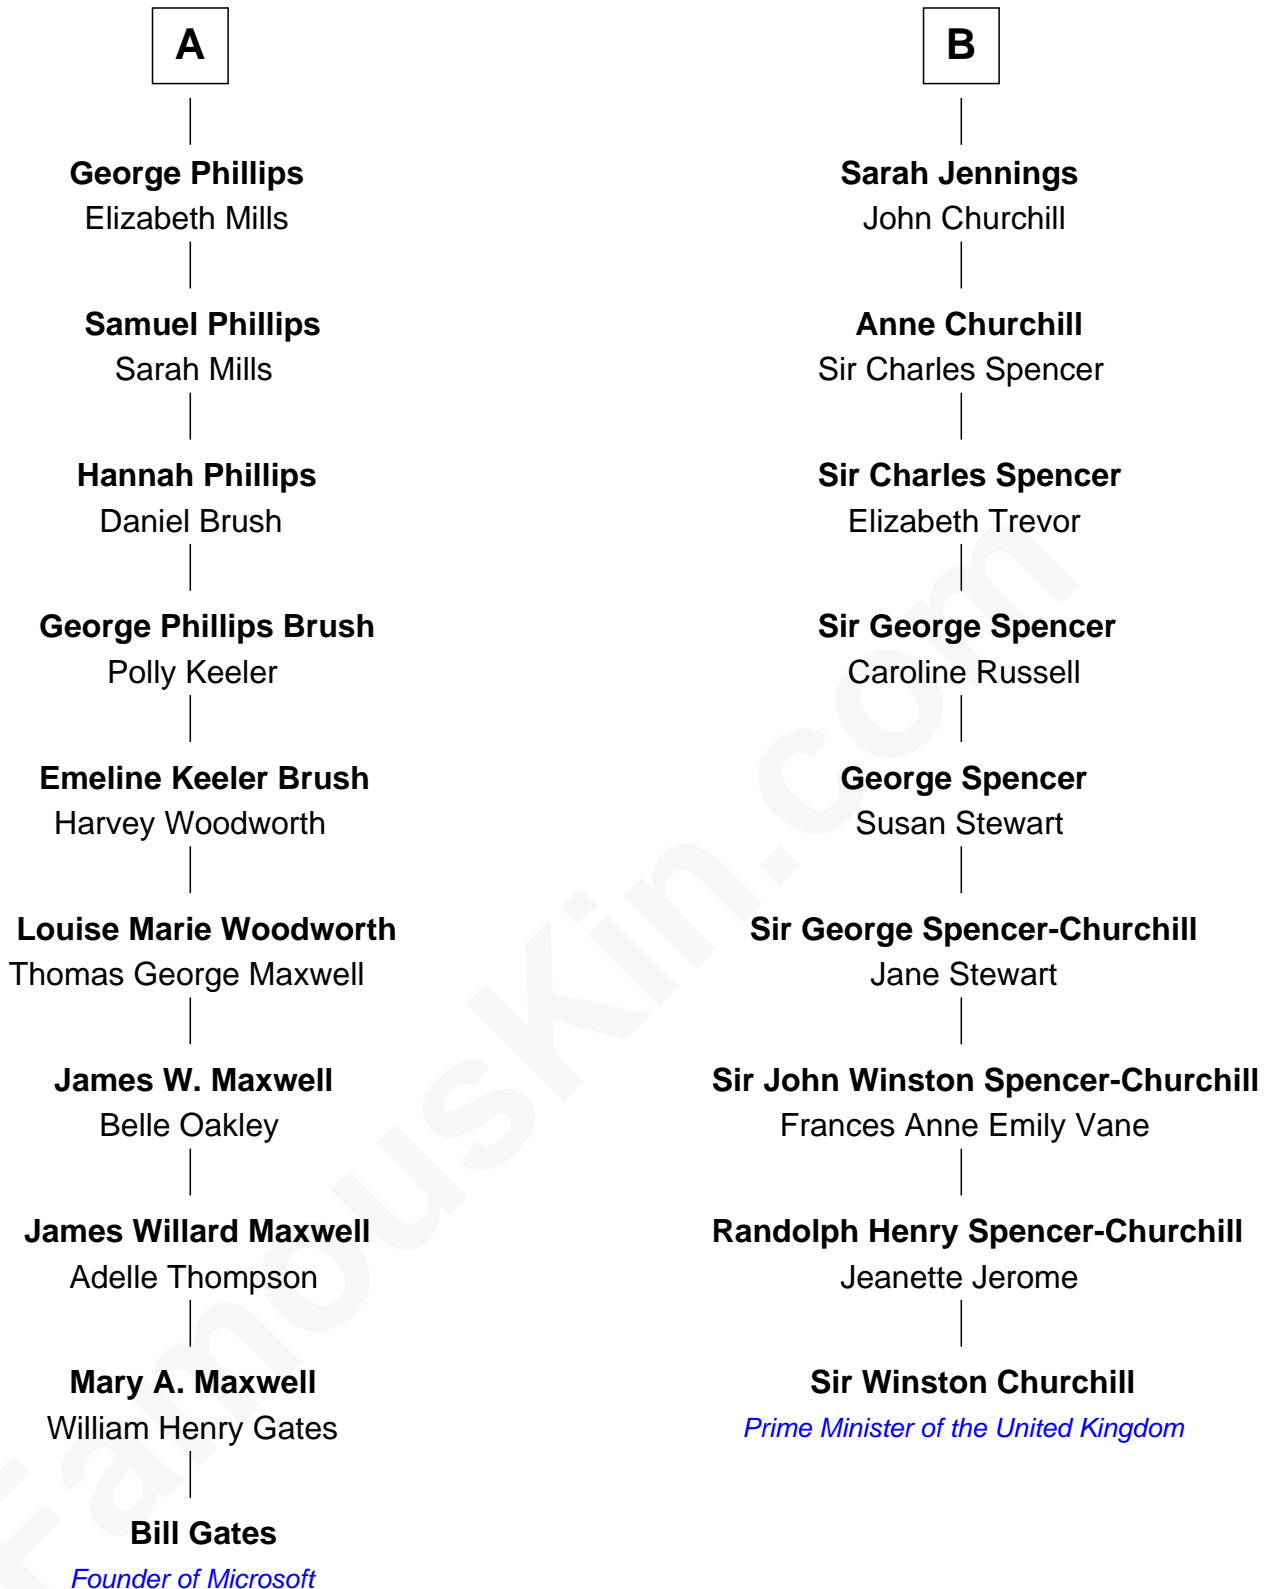 A
George Phillips
Elizabeth Mills
Samuel Phillips
Sarah Mills
Hannah Phillips
Daniel Brush
George Phillips Brush
Polly Keeler
Emeline Keeler Brush
Harvey Woodworth
Louise Marie Woodworth
Thomas George Maxwell
James W. Maxwell
Belle Oakley
James Willard Maxwell
Adelle Thompson
Mary A. Maxwell
William Henry Gates
Bill Gates
Founder of Microsoft
B
Sarah Jennings
John Churchill
Anne Churchill
Sir Charles Spencer
Sir Charles Spencer
Elizabeth Trevor
Sir George Spencer
Caroline Russell
George Spencer
Susan Stewart
Sir George Spencer-Churchill
Jane Stewart
Sir John Winston Spencer-Churchill
Frances Anne Emily Vane
Randolph Henry Spencer-Churchill
Jeanette Jerome
Sir Winston Churchill
Prime Minister of the United Kingdom
FamousKin.com